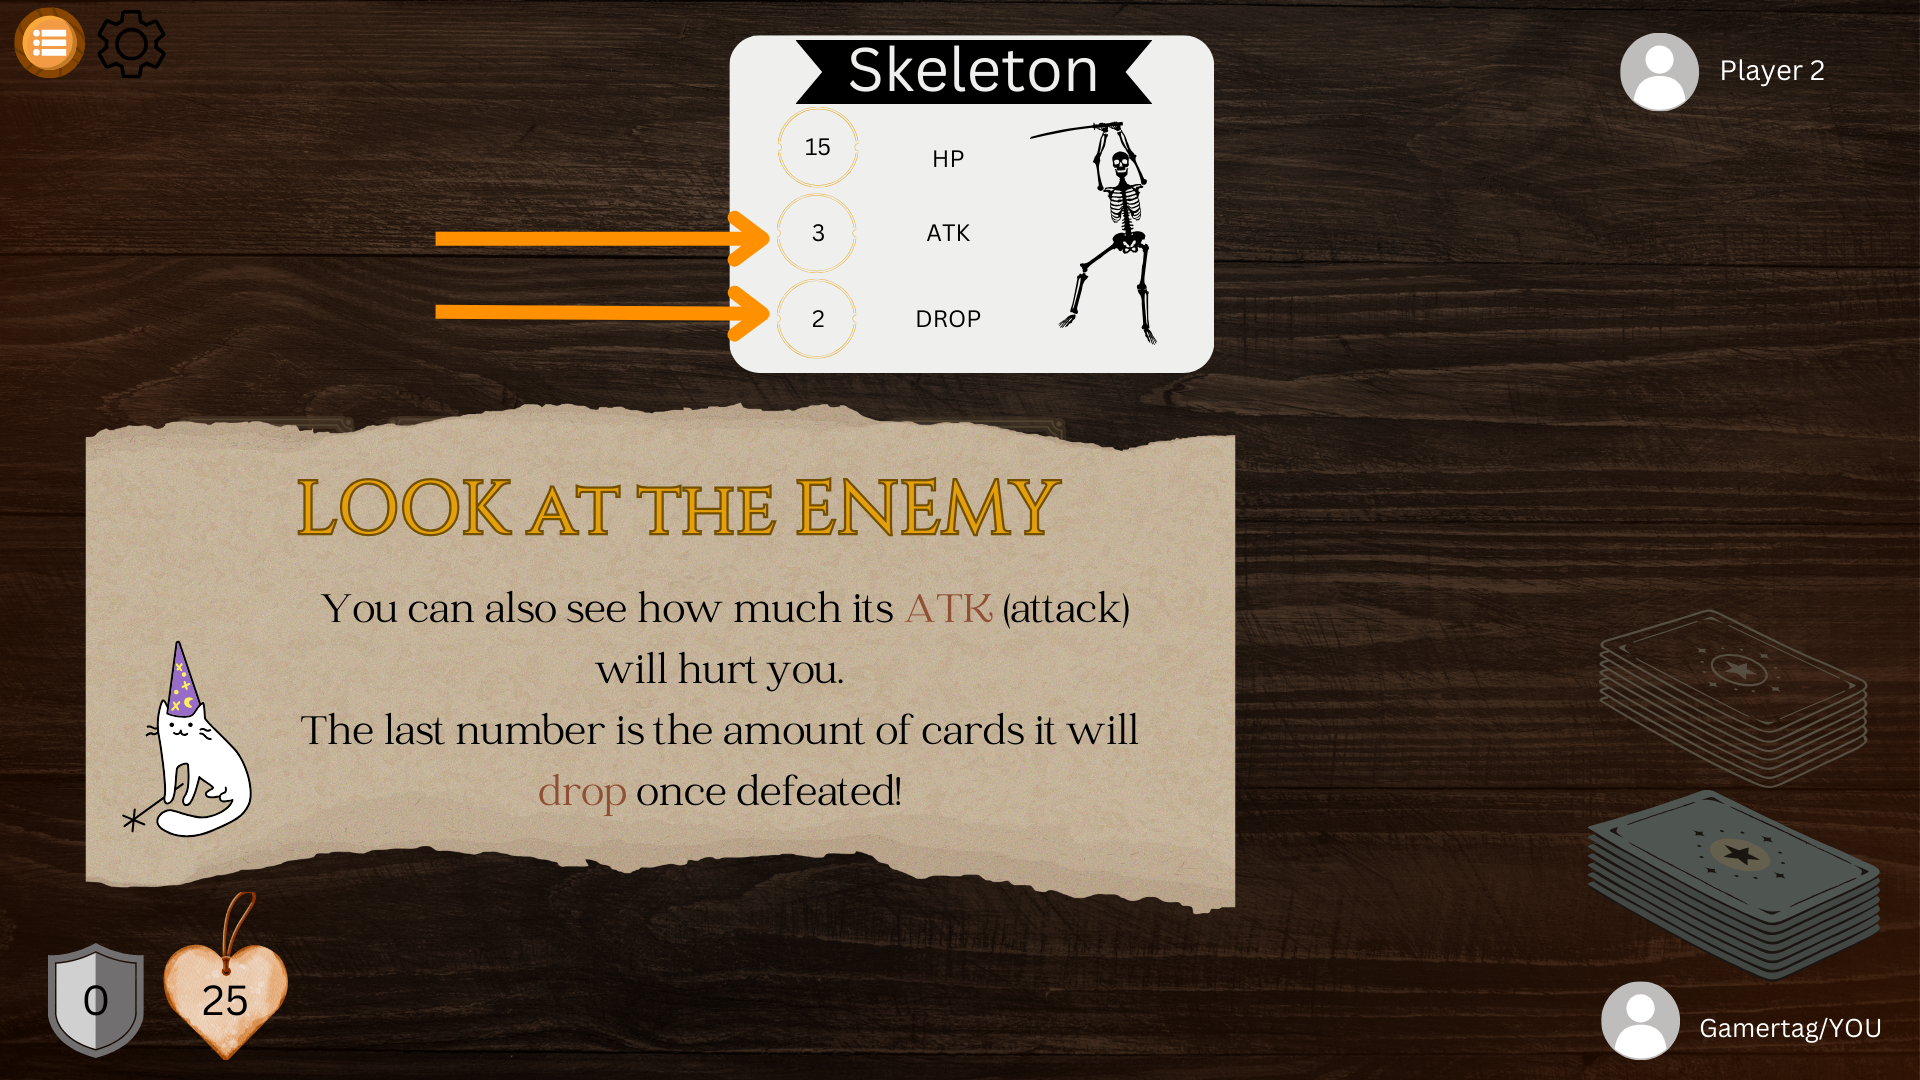 Skeleton
Player 2
15
HP
3
ATK
2
DROP
LOOK AT THE ENEMY
You can also see how much its ATK (attack)
will hurt you.
The last number is the amount of cards it will
drop once defeated!
0
25
Gamertag/YOU